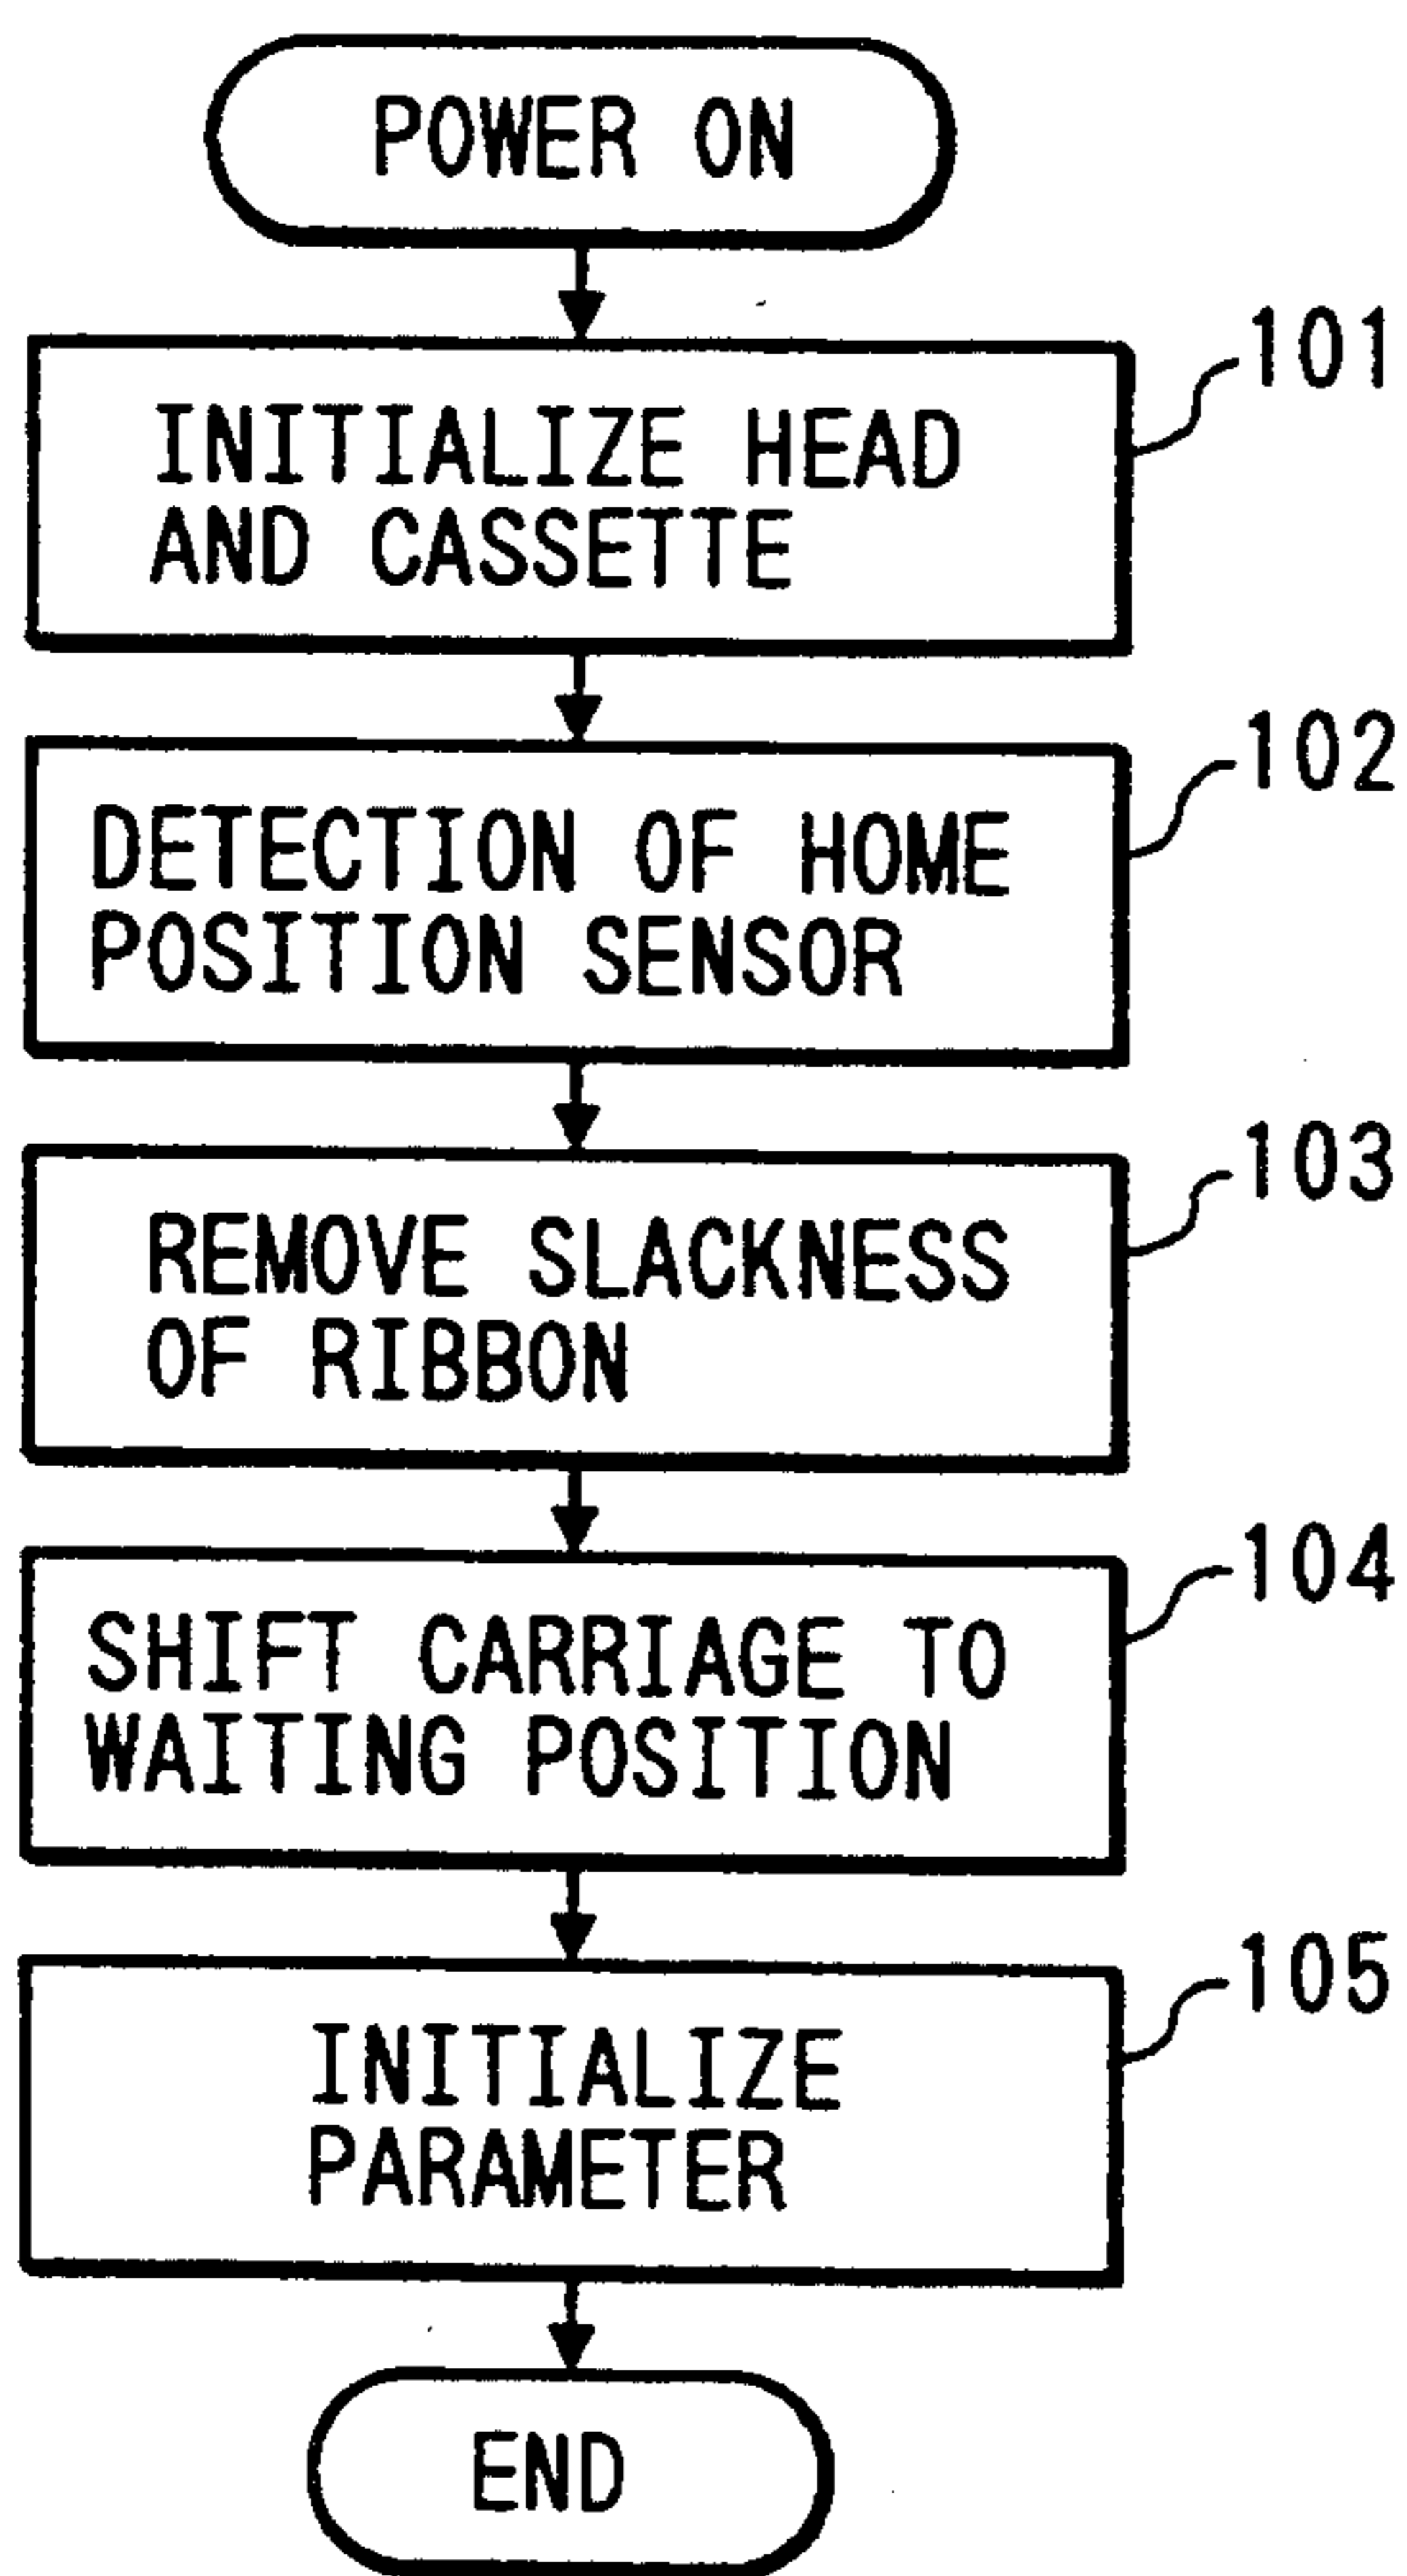 POWER ON
101
INITIALIZE HEAD
AND CASSETTE
102
DETECTION OF HOME
POSITION SENSOR
103
REMOVE SLACKNESS
OF RIBBON
104
SHIFT CARRIAGE TO
WAITING POSITION
105
INITIALIZE
PARAMETER
END